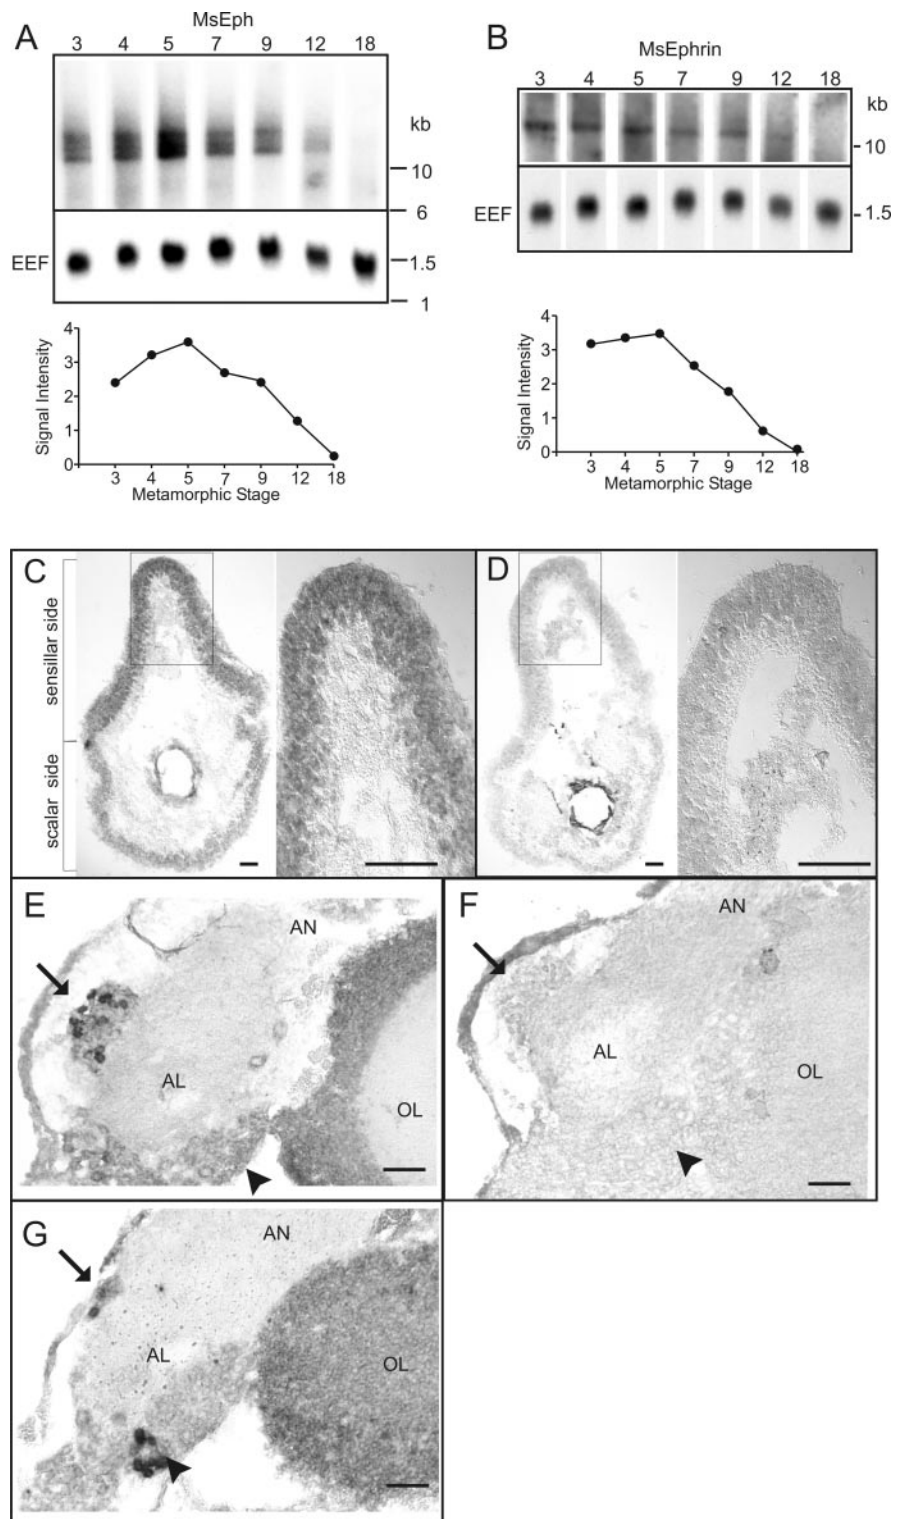 A
MsEph
3 4 5 7 9 12 18
kb
10
6
EEF
1.5
1
4
3
2
1
0
Signal Intensity
3 4 5 7 9 12 18
Metamorphic Stage
B
MsEphrin
3 4 5 7 9 12 18
kb
10
EEF
1.5
4
3
2
1
0
Signal Intensity
3 4 5 7 9 12 18
Metamorphic Stage
C
sensillar side
scalar side
D
E
AN
AL
OL
F
AN
AL
OL
G
AN
AL
OL